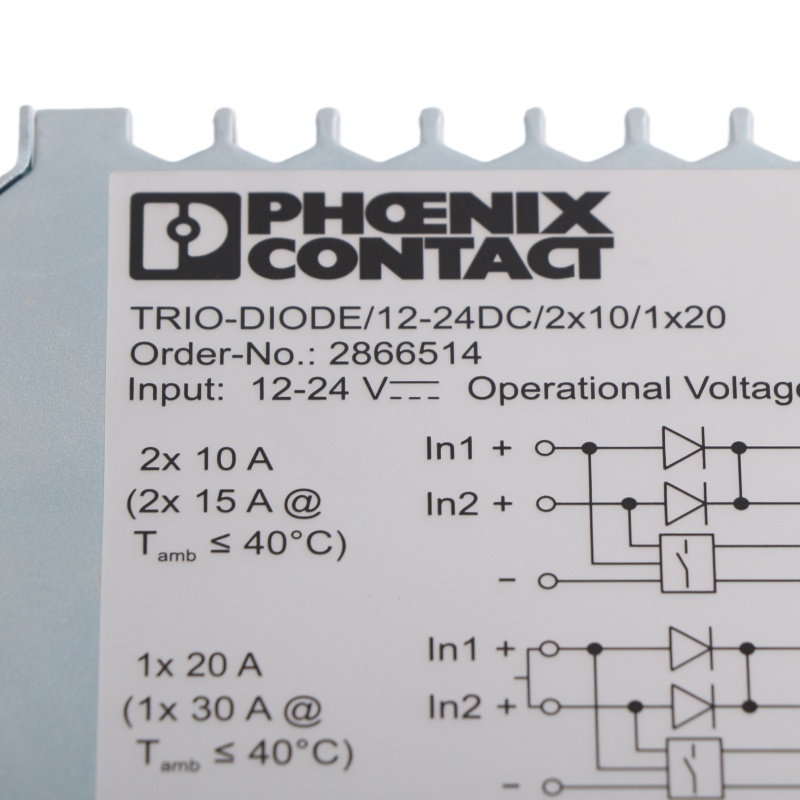 PHŒNIX
CONTACT
TRIO-DIODE/12-24DC/2x10/1x20
Order-No.: 2866514
Input: 12-24 V⎓ Operational Voltage
2x 10 A
(2x 15 A @
Tamb ≤ 40°C)
In1 +
In2 +
−
1x 20 A
(1x 30 A @
Tamb ≤ 40°C)
In1 +
In2 +
−